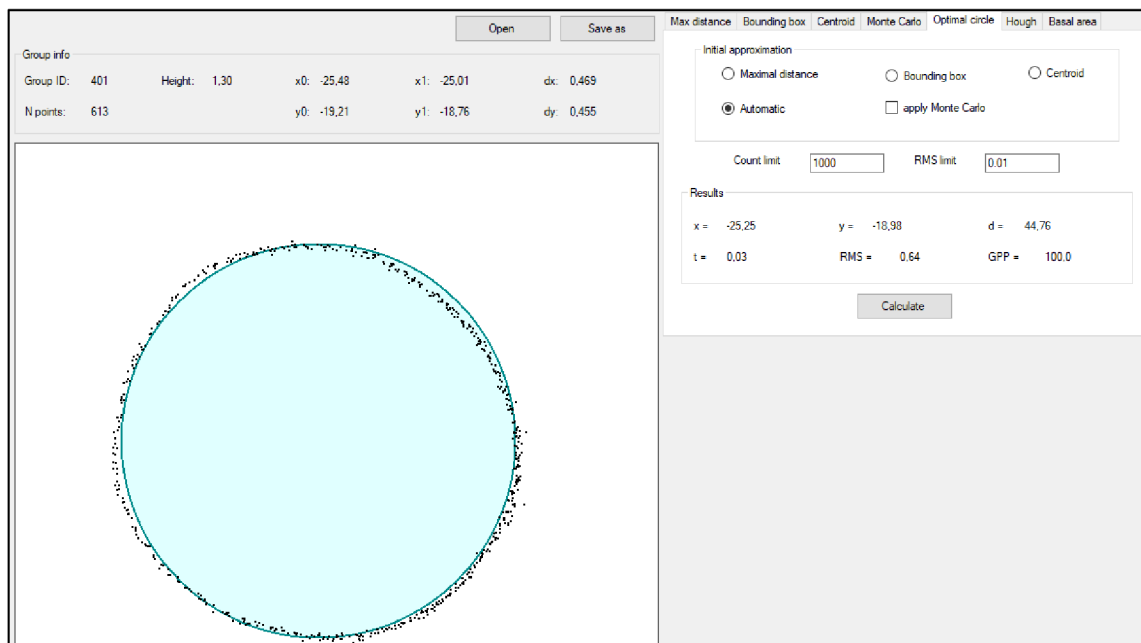 Open Save as
Group info
Group ID: 401 Height: 1,30 x0: -25,48 x1: -25,01 dx: 0,469
N points: 613 y0: -19,21 y1: -18,76 dy: 0,455
Max distance Bounding box Centroid Monte Carlo Optimal circle Hough Basal area
Initial approximation
Maximal distance Bounding box Centroid
Automatic apply Monte Carlo
Count limit 1000 RMS limit 0.01
Results
x = -25,25 y = -18,98 d = 44,76
t = 0.03 RMS = 0.64 GPP = 100.0
Calculate